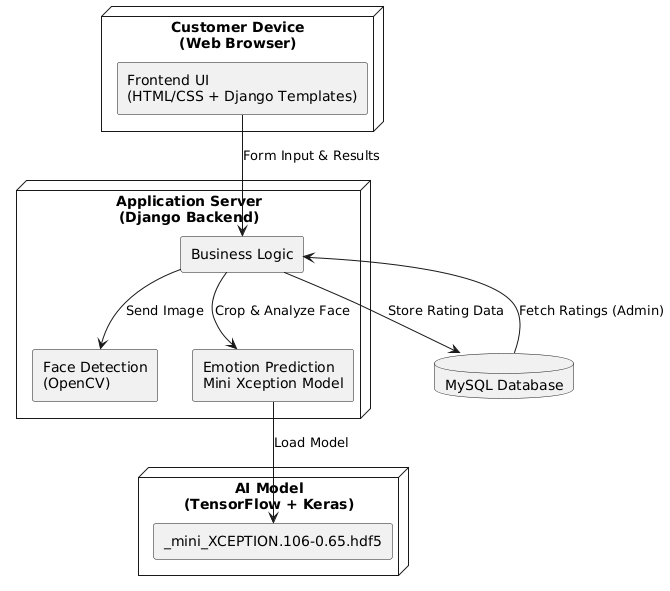 Customer Device
(Web Browser)
Frontend UI
(HTML/CSS + Django Templates)
Form Input & Results
Application Server
(Django Backend)
Business Logic
Send Image
Crop & Analyze Face
Store Rating Data
Fetch Ratings (Admin)
Face Detection
(OpenCV)
Emotion Prediction
Mini Xception Model
MySQL Database
Load Model
AI Model
(TensorFlow + Keras)
_mini_XCEPTION.106-0.65.hdf5